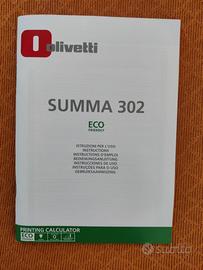 olivetti
SUMMA 302
ECO
FRIENDLY
ISTRUZIONI PER L'USO
INSTRUCTIONS
INSTRUCTIONS D'EMPLOI
BEDIENUNGSANLEITUNG
INSTRUCCIONES DE USO
INSTRUÇÕES PARA O USO
GEBRUIKSAANWIJZING
PRINTING CALCULATOR
ECO
subito